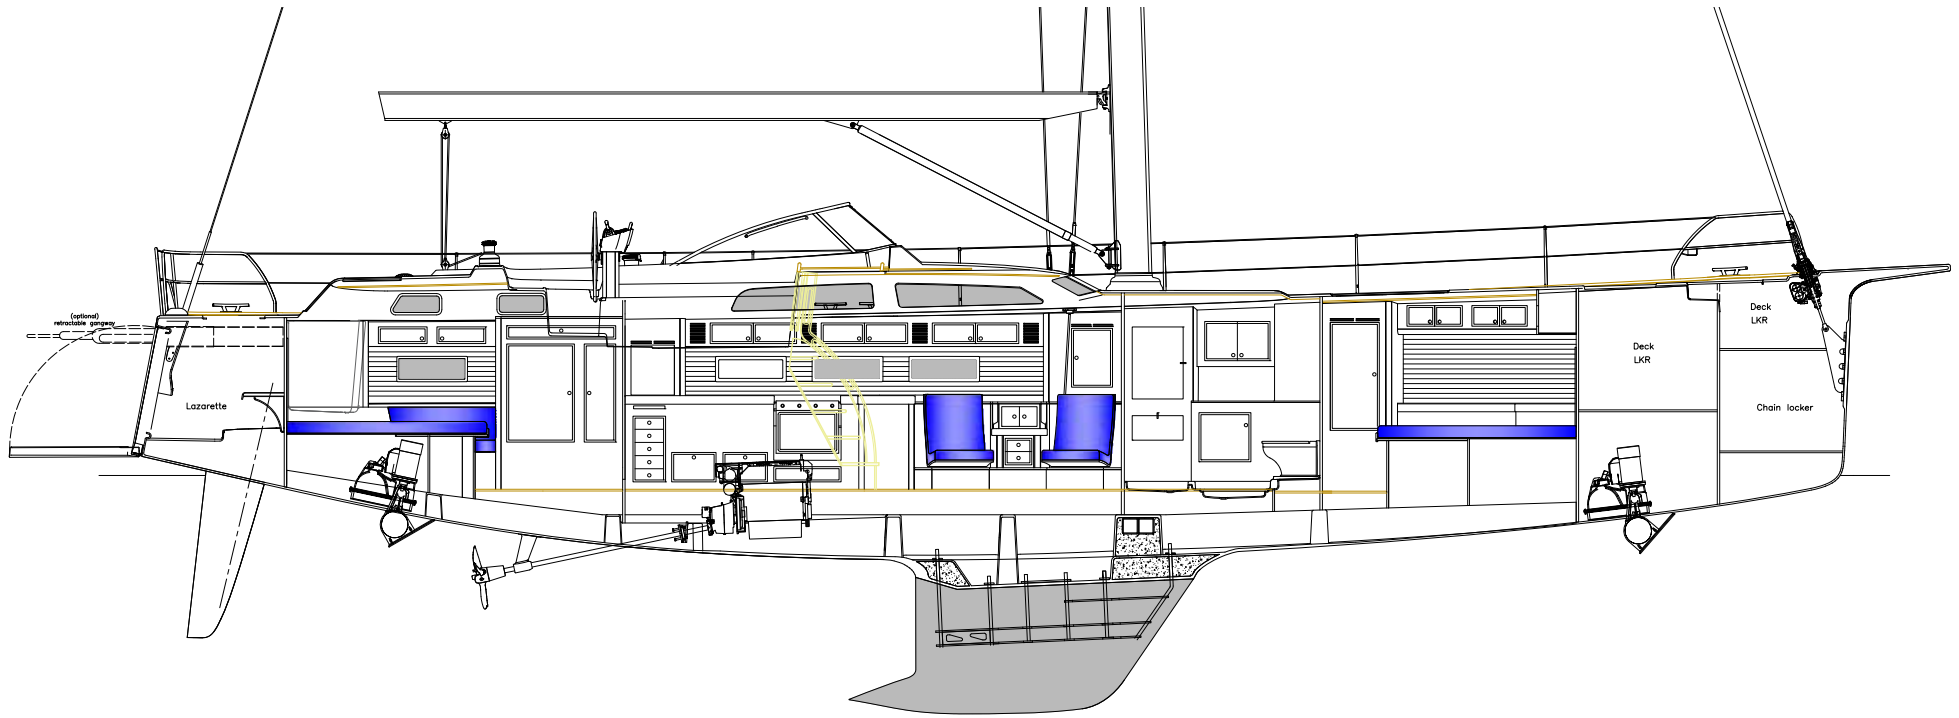 (optional)
retractable gangway
Lazarette
Deck
LKR
Deck
LKR
Chain locker